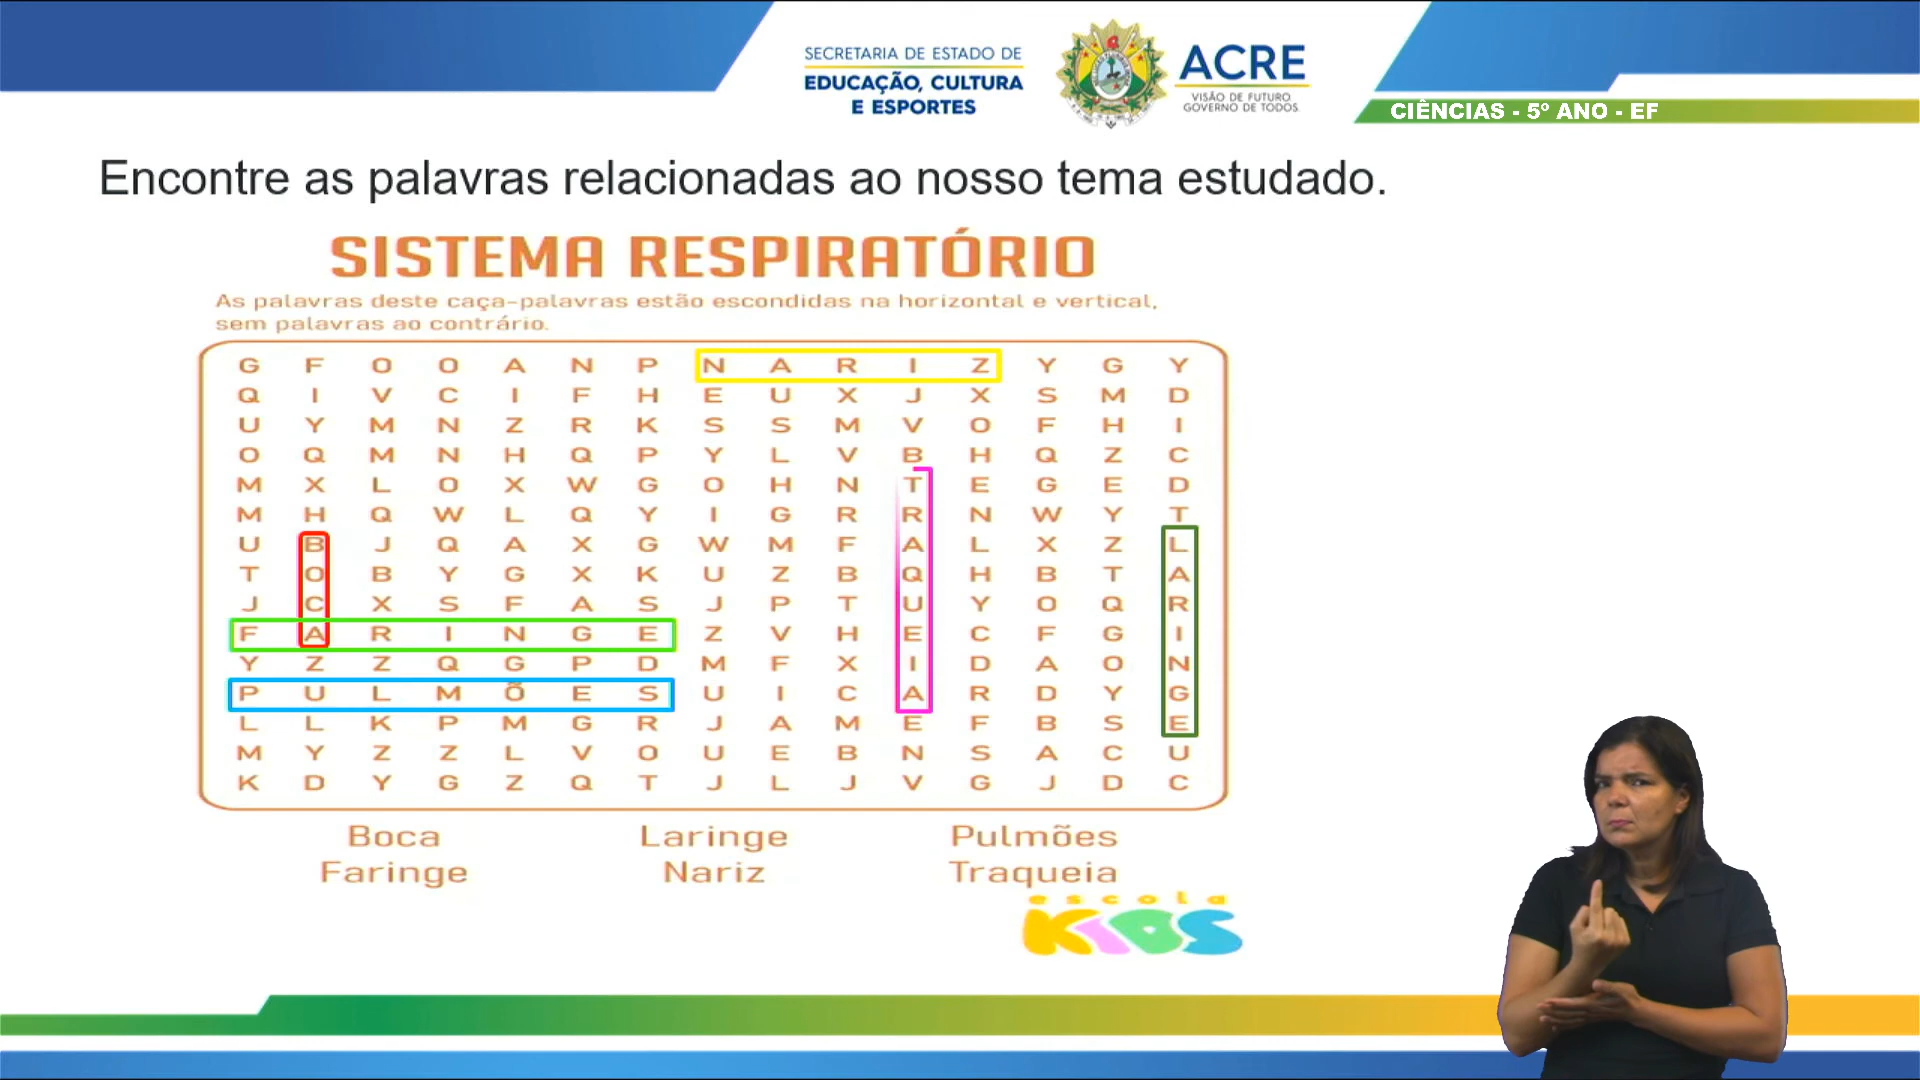 SECRETARIA DE ESTADO DE
EDUCAÇÃO, CULTURA
E ESPORTES
ACRE
VISÃO DE FUTURO
GOVERNO DE TODOS
CIÊNCIAS - 5º ANO - EF
Encontre as palavras relacionadas ao nosso tema estudado.
SISTEMA RESPIRATÓRIO
As palavras deste caça-palavras estão escondidas na horizontal e vertical,
sem palavras ao contrário.
G F O O A N P N A R I Z Y G Y
Q I V C I F H E U X J X S M D
U Y M N Z R K S S M V O F H I
O Q M N H Q P Y L V B H Q Z C
M X L O X W G O H N T E G E D
M H Q W L Q Y I G R R N W Y T
U B J Q A X G W M F A L X Z L
T O B Y G X K U Z B Q H B T A
J C X S F A S J P T U Y O Q R
F A R I N G E Z V H E C F G I
Y Z Z Q G P D M F X I D A O N
P U L M Õ E S U I C A R D Y G
L L K P M G R J A M E F B S E
M Y Z Z L V O U E B N S A C U
K D Y G Z Q T J L J V G J D C
Boca Laringe Pulmões
Faringe Nariz Traqueia
escola
KIDS